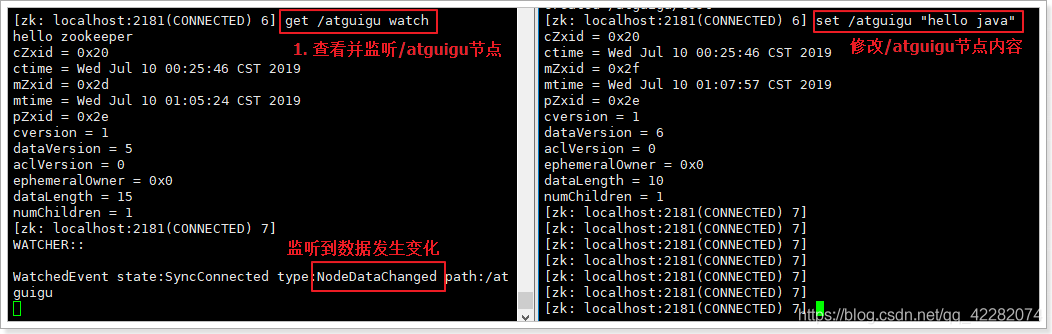 [zk: localhost:2181(CONNECTED) 6] get /atguigu watch
hello zookeeper
1. 查看并监听/atguigu节点
cZxid = 0x20
ctime = Wed Jul 10 00:25:46 CST 2019
mZxid = 0x2d
mtime = Wed Jul 10 01:05:24 CST 2019
pZxid = 0x2e
cversion = 1
dataVersion = 5
aclVersion = 0
ephemeralOwner = 0x0
dataLength = 15
numChildren = 1
[zk: localhost:2181(CONNECTED) 7]
WATCHER::
监听到数据发生变化
WatchedEvent state:SyncConnected type:NodeDataChanged path:/at
guigu
[zk: localhost:2181(CONNECTED) 6] set /atguigu "hello java"
修改/atguigu节点内容
cZxid = 0x20
ctime = Wed Jul 10 00:25:46 CST 2019
mZxid = 0x2f
mtime = Wed Jul 10 01:07:57 CST 2019
pZxid = 0x2e
cversion = 1
dataVersion = 6
aclVersion = 0
ephemeralOwner = 0x0
dataLength = 10
numChildren = 1
[zk: localhost:2181(CONNECTED) 7]
[zk: localhost:2181(CONNECTED) 7]
[zk: localhost:2181(CONNECTED) 7]
[zk: localhost:2181(CONNECTED) 7]
[zk: localhost:2181(CONNECTED) 7]
[zk: localhost:2181(CONNECTED) 7]
[zk: localhost:2181(CONNECTED) 7]
https://blog.csdn.net/qq_42282074